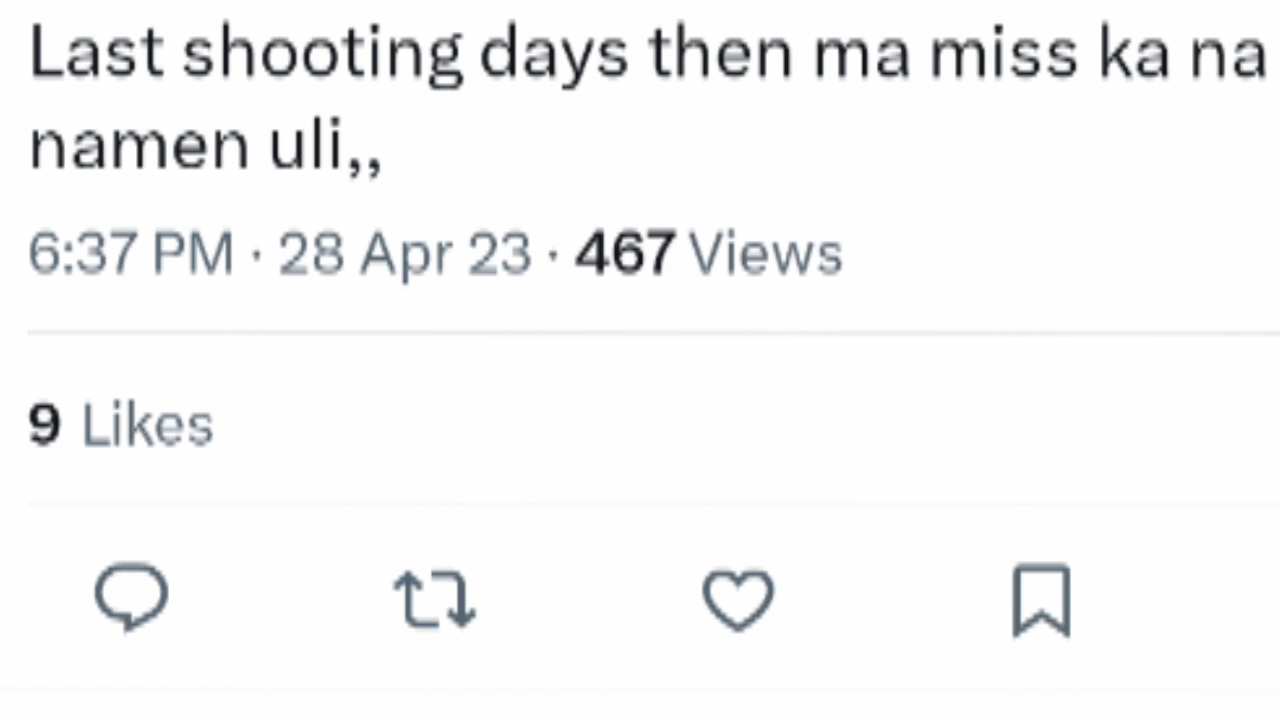 Last shooting days then ma miss ka na
namen uli,,
6:37 PM · 28 Apr 23 · 467 Views
9 Likes